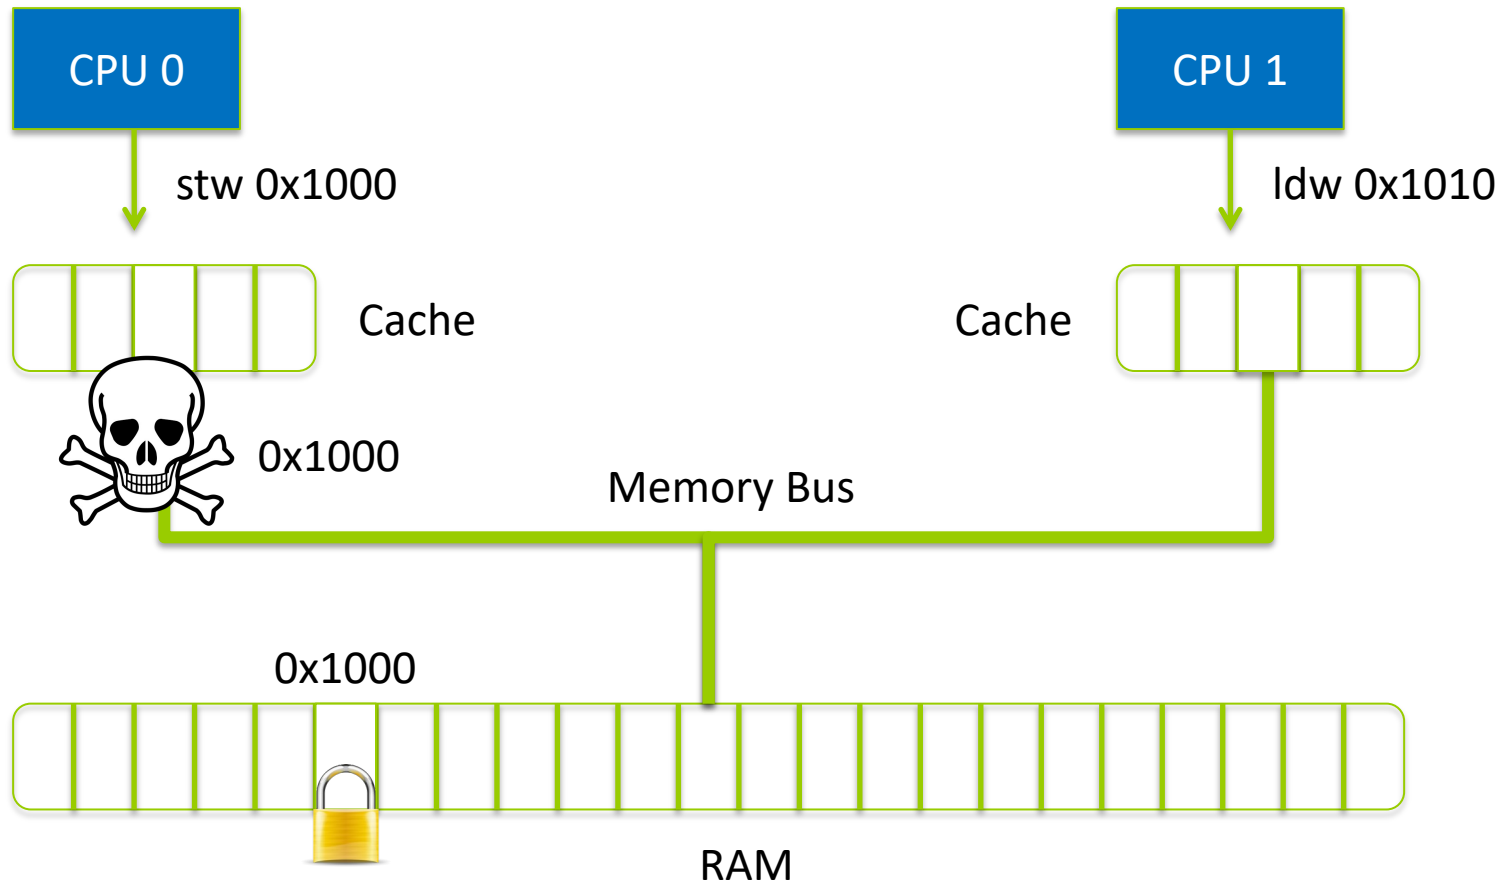 CPU 0
CPU 1
stw 0x1000
ldw 0x1010
Cache
Cache
0x1000
Memory Bus
0x1000
RAM